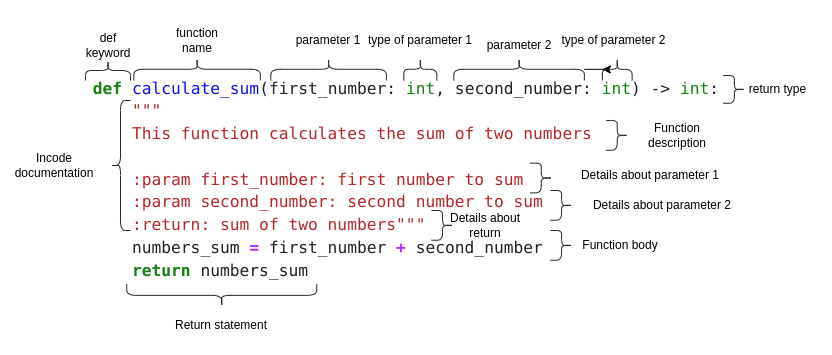 def
keyword
function
name
parameter 1
type of parameter 1
parameter 2
type of parameter 2
def calculate_sum(first_number: int, second_number: int) -> int:
return type
"""
This function calculates the sum of two numbers
Function
description
Incode
documentation
:param first_number: first number to sum
Details about parameter 1
:param second_number: second number to sum
Details about parameter 2
:return: sum of two numbers"""
Details about
return
numbers_sum = first_number + second_number
Function body
return numbers_sum
Return statement